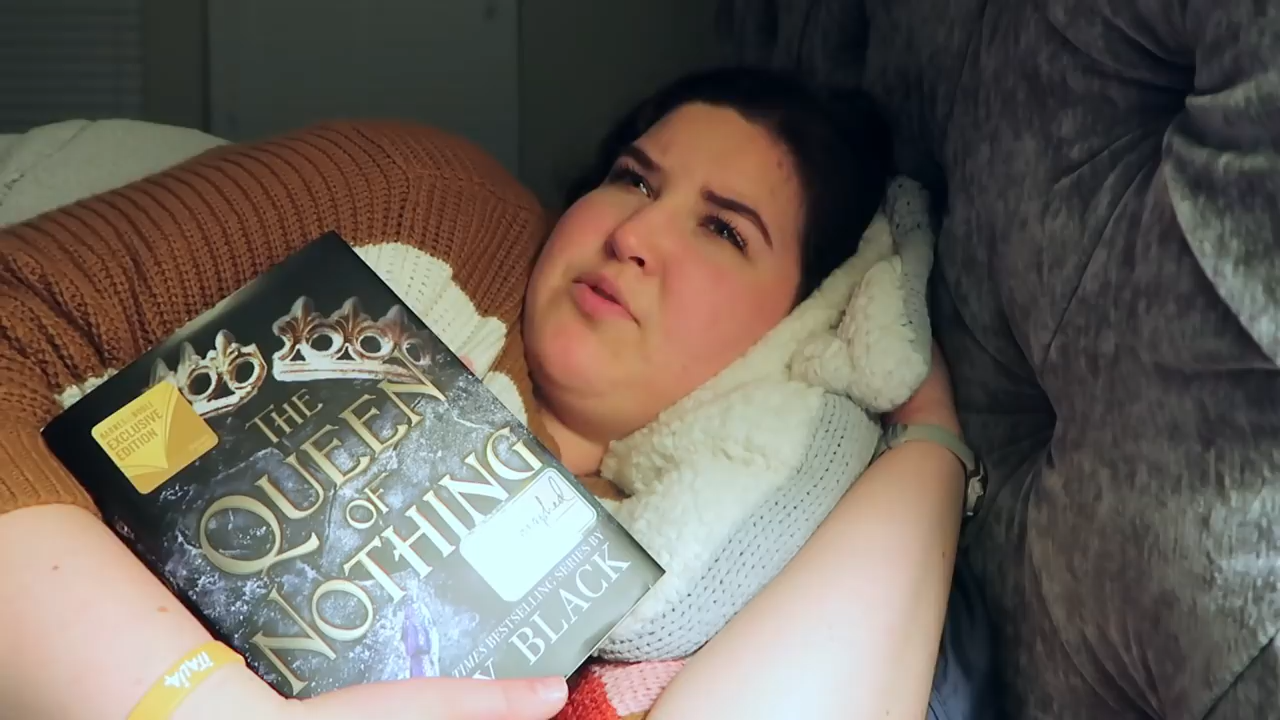 THE
QUEEN
OF
NOTHING
BARNES & NOBLE
EXCLUSIVE
EDITION
TIMES BESTSELLING SERIES BY
BLACK